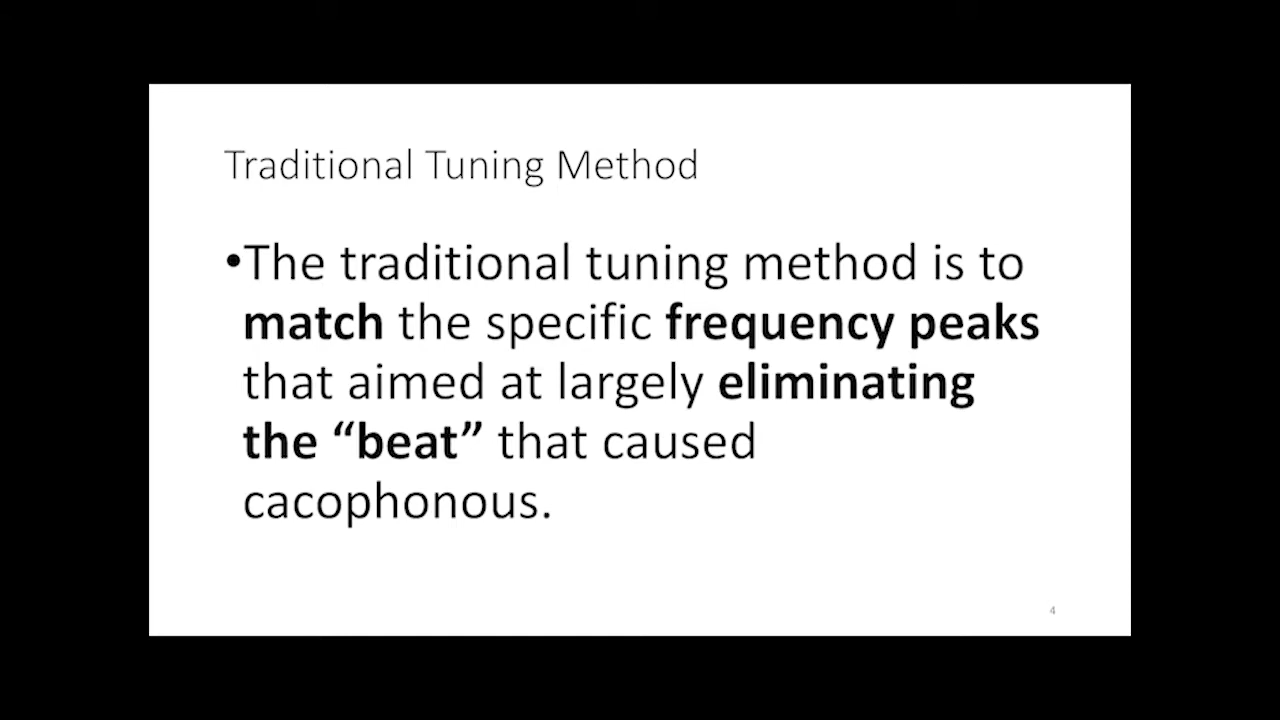 Traditional Tuning Method
•The traditional tuning method is to
match the specific frequency peaks
that aimed at largely eliminating
the “beat” that caused
cacophonous.
4